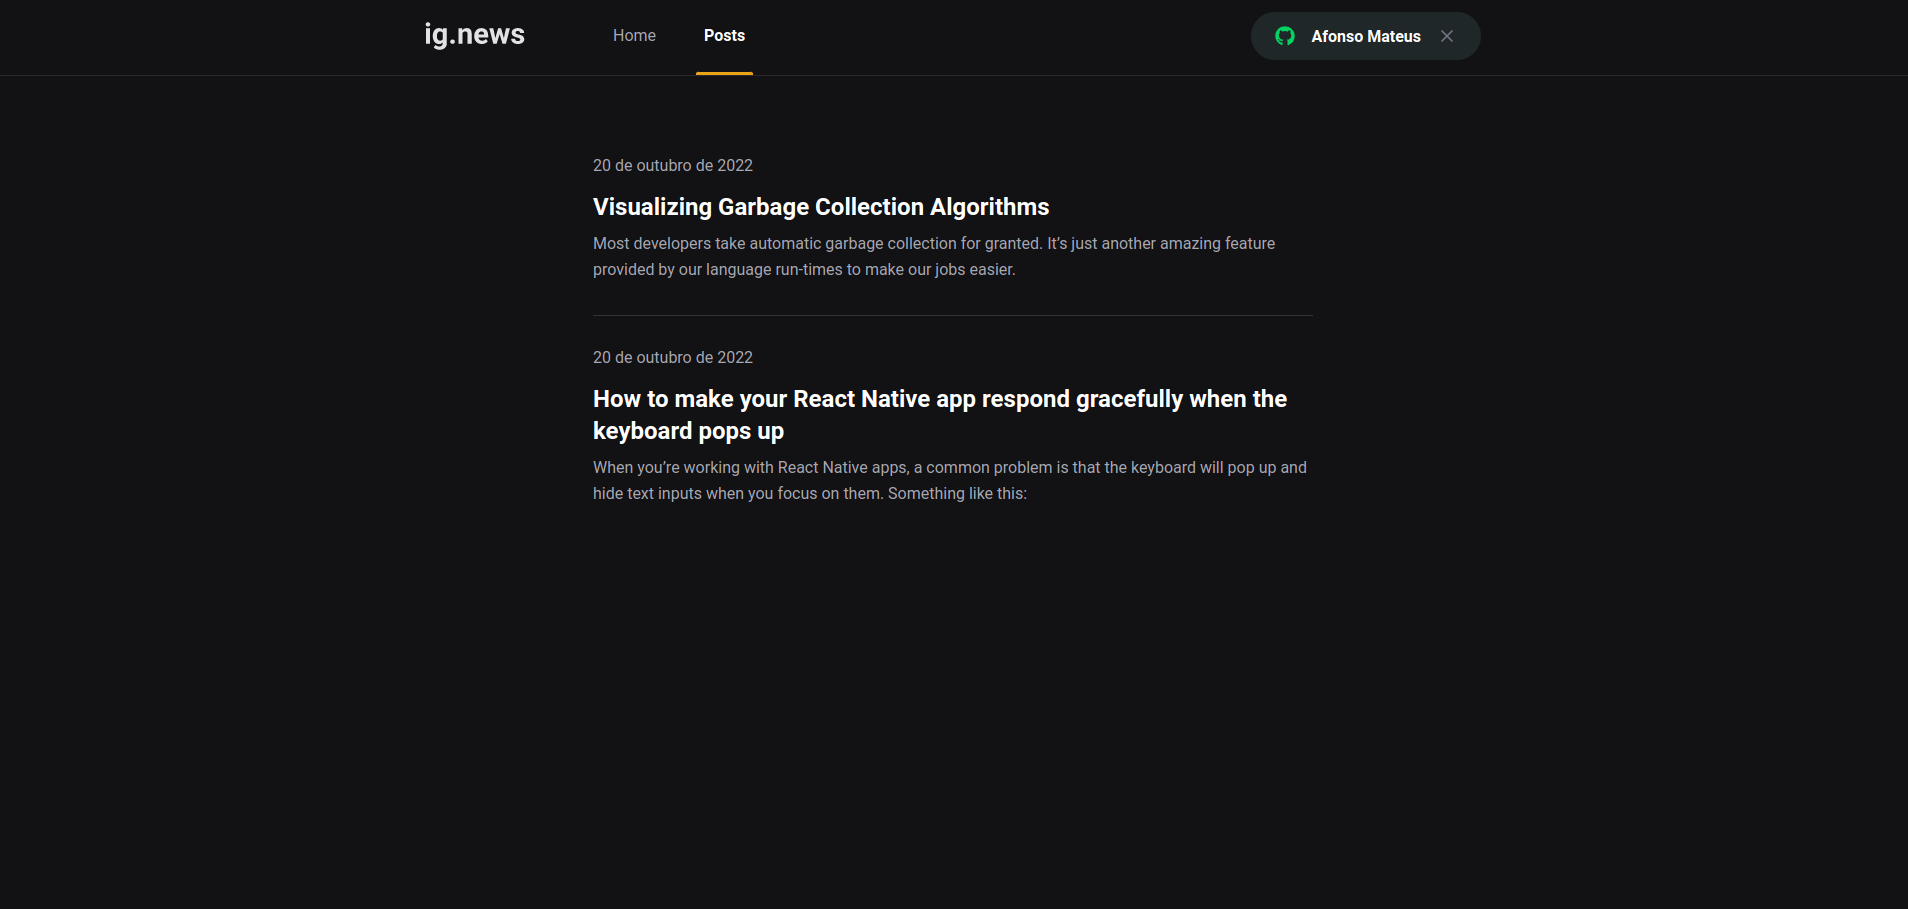 ig.news
Home
Posts
Afonso Mateus
20 de outubro de 2022
Visualizing Garbage Collection Algorithms
Most developers take automatic garbage collection for granted. It’s just another amazing feature
provided by our language run-times to make our jobs easier.
20 de outubro de 2022
How to make your React Native app respond gracefully when the
keyboard pops up
When you’re working with React Native apps, a common problem is that the keyboard will pop up and
hide text inputs when you focus on them. Something like this: